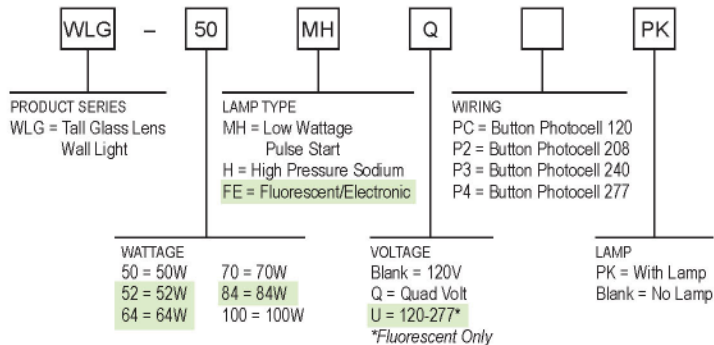 WLG – 50 MH Q PK
PRODUCT SERIES
WLG = Tall Glass Lens
Wall Light
LAMP TYPE
MH = Low Wattage
Pulse Start
H = High Pressure Sodium
FE = Fluorescent/Electronic
WIRING
PC = Button Photocell 120
P2 = Button Photocell 208
P3 = Button Photocell 240
P4 = Button Photocell 277
WATTAGE
50 = 50W 70 = 70W
52 = 52W 84 = 84W
64 = 64W 100 = 100W
VOLTAGE
Blank = 120V
Q = Quad Volt
U = 120-277*
*Fluorescent Only
LAMP
PK = With Lamp
Blank = No Lamp